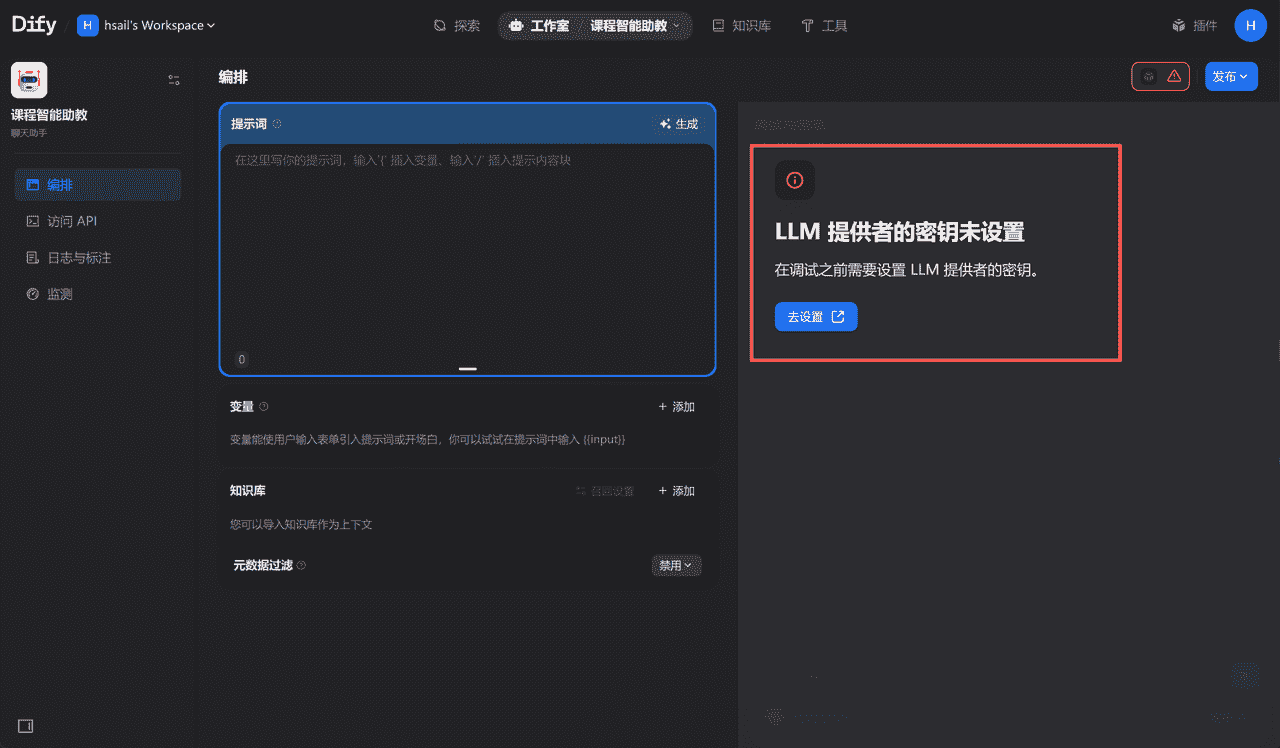 Dify / H hsail's Workspace
探索
工作室 / 课程智能助教
知识库
工具
插件
H
课程智能助教
聊天助手
编排
访问 API
日志与标注
监测
编排
发布
提示词
生成
在这里写你的提示词，输入'{' 插入变量、输入'/' 插入提示内容块
0
变量
+ 添加
变量能使用户输入表单引入提示词或开场白，你可以试试在提示词中输入 {{input}}
知识库
召回设置
+ 添加
您可以导入知识库作为上下文
元数据过滤
禁用
LLM 提供者的密钥未设置
在调试之前需要设置 LLM 提供者的密钥。
去设置